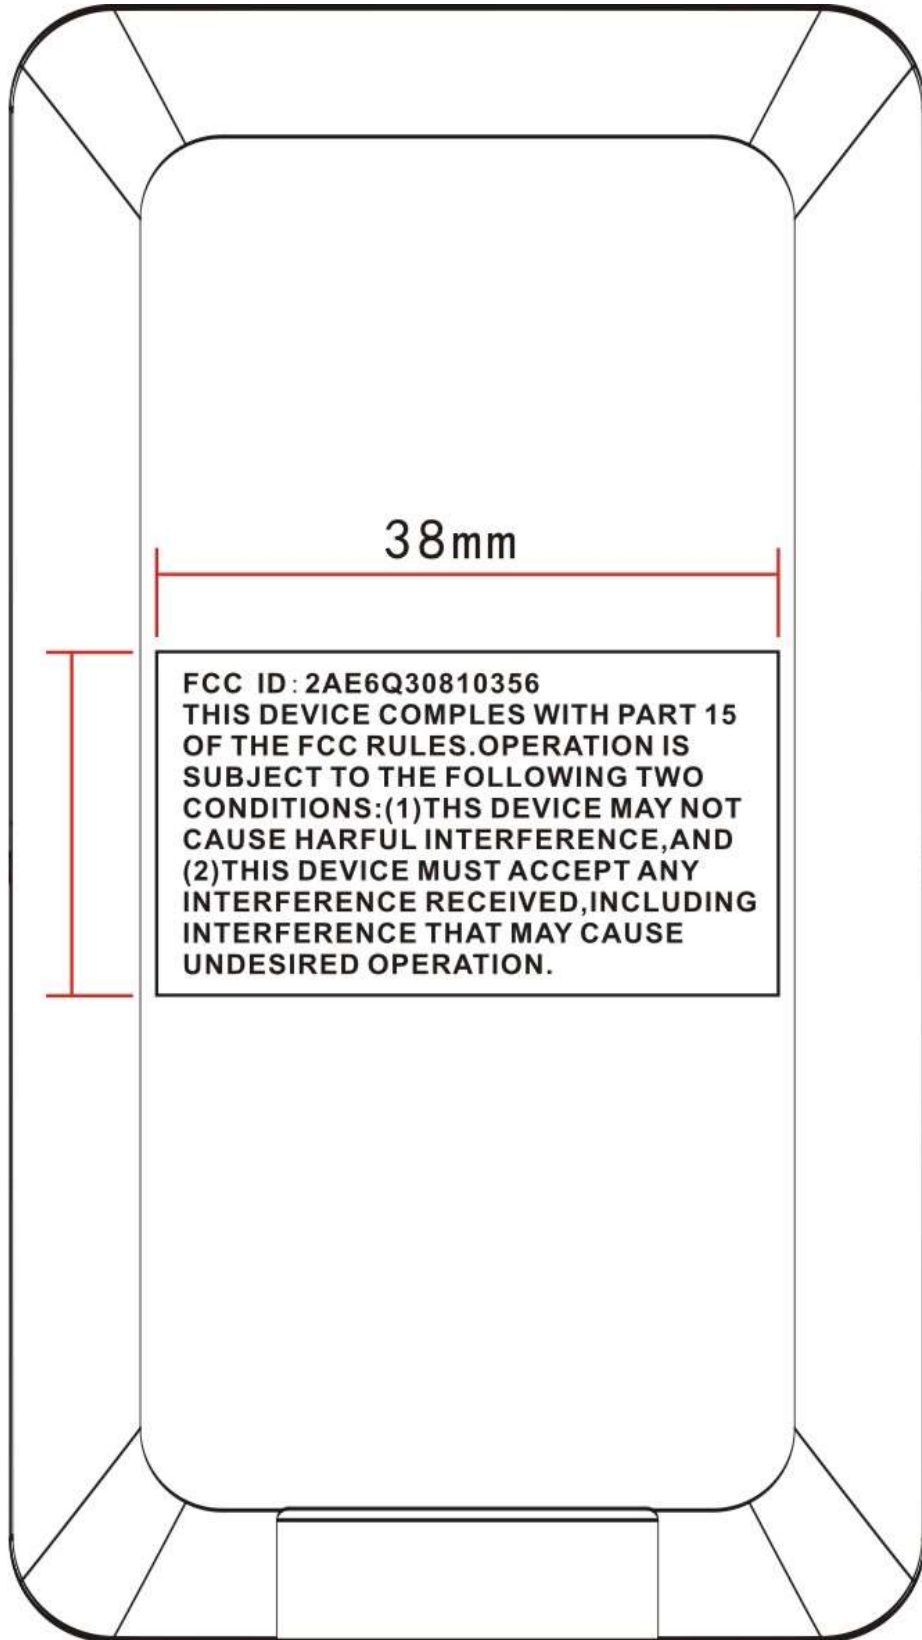 38mm
FCC ID: 2AE6Q30810356
THIS DEVICE COMPLES WITH PART 15
OF THE FCC RULES.OPERATION IS
SUBJECT TO THE FOLLOWING TWO
CONDITIONS:(1)THS DEVICE MAY NOT
CAUSE HARFUL INTERFERENCE,AND
(2)THIS DEVICE MUST ACCEPT ANY
INTERFERENCE RECEIVED,INCLUDING
INTERFERENCE THAT MAY CAUSE
UNDESIRED OPERATION.